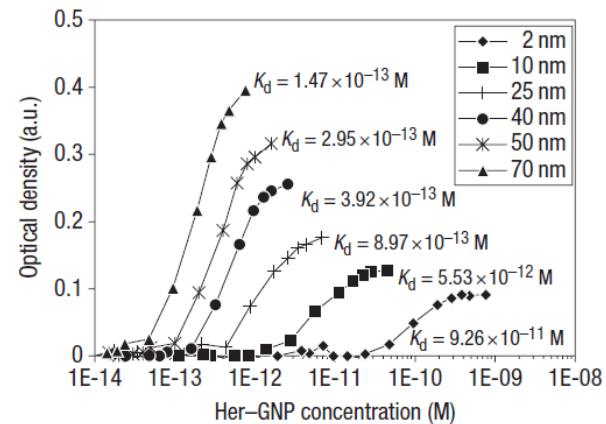 0.5
0.4
0.3
0.2
0.1
0
Optical density (a.u.)
Kd = 1.47×10−13 M
Kd = 2.95×10−13 M
Kd = 3.92×10−13 M
Kd = 8.97×10−13 M
Kd = 5.53×10−12 M
Kd = 9.26×10−11 M
2 nm
10 nm
25 nm
40 nm
50 nm
70 nm
1E-14 1E-13 1E-12 1E-11 1E-10 1E-09 1E-08
Her–GNP concentration (M)